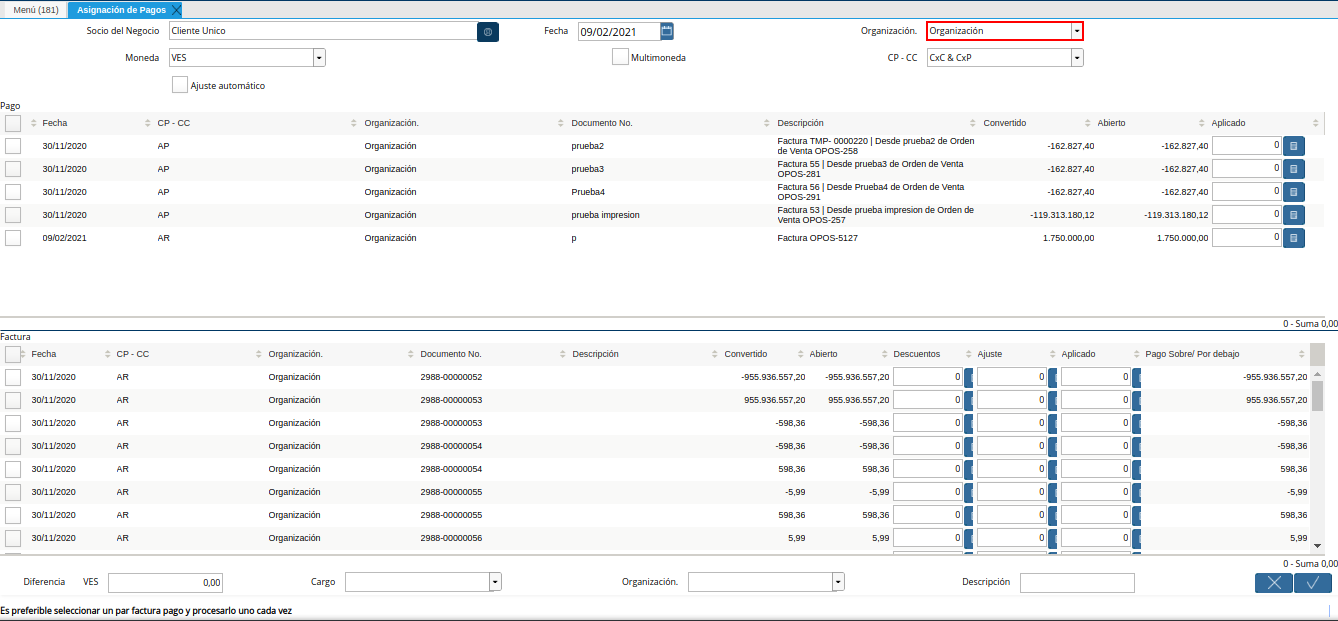 Menú (181) Asignación de Pagos
Socio del Negocio Cliente Unico Fecha 09/02/2021 Organización. Organización
Moneda VES Multimoneda CP - CC CxC & CxP
Ajuste automático
Pago
Fecha CP - CC Organización. Documento No. Descripción Convertido Abierto Aplicado
30/11/2020 AP Organización prueba2 Factura TMP- 0000220 | Desde prueba2 de Orden de Venta OPOS-258 -162.827,40 -162.827,40 0
30/11/2020 AP Organización prueba3 Factura 55 | Desde prueba3 de Orden de Venta OPOS-281 -162.827,40 -162.827,40 0
30/11/2020 AP Organización Prueba4 Factura 56 | Desde Prueba4 de Orden de Venta OPOS-291 -162.827,40 -162.827,40 0
30/11/2020 AP Organización prueba impresion Factura 53 | Desde prueba impresion de Orden de Venta OPOS-257 -119.313.180,12 -119.313.180,12 0
09/02/2021 AR Organización p Factura OPOS-5127 1.750.000,00 1.750.000,00 0
0 - Suma 0,00
Factura
Fecha CP - CC Organización. Documento No. Descripción Convertido Abierto Descuentos Ajuste Aplicado Pago Sobre/ Por debajo
30/11/2020 AR Organización 2988-00000052 -955.936.557,20 -955.936.557,20 0 0 0 -955.936.557,20
30/11/2020 AR Organización 2988-00000053 955.936.557,20 955.936.557,20 0 0 0 955.936.557,20
30/11/2020 AR Organización 2988-00000053 -598,36 -598,36 0 0 0 -598,36
30/11/2020 AR Organización 2988-00000054 -598,36 -598,36 0 0 0 -598,36
30/11/2020 AR Organización 2988-00000054 598,36 598,36 0 0 0 598,36
30/11/2020 AR Organización 2988-00000055 -5,99 -5,99 0 0 0 -5,99
30/11/2020 AR Organización 2988-00000055 598,36 598,36 0 0 0 598,36
30/11/2020 AR Organización 2988-00000056 5,99 5,99 0 0 0 5,99
0 - Suma 0,00
Diferencia VES 0,00 Cargo Organización. Descripción
Es preferible seleccionar un par factura pago y procesarlo uno cada vez